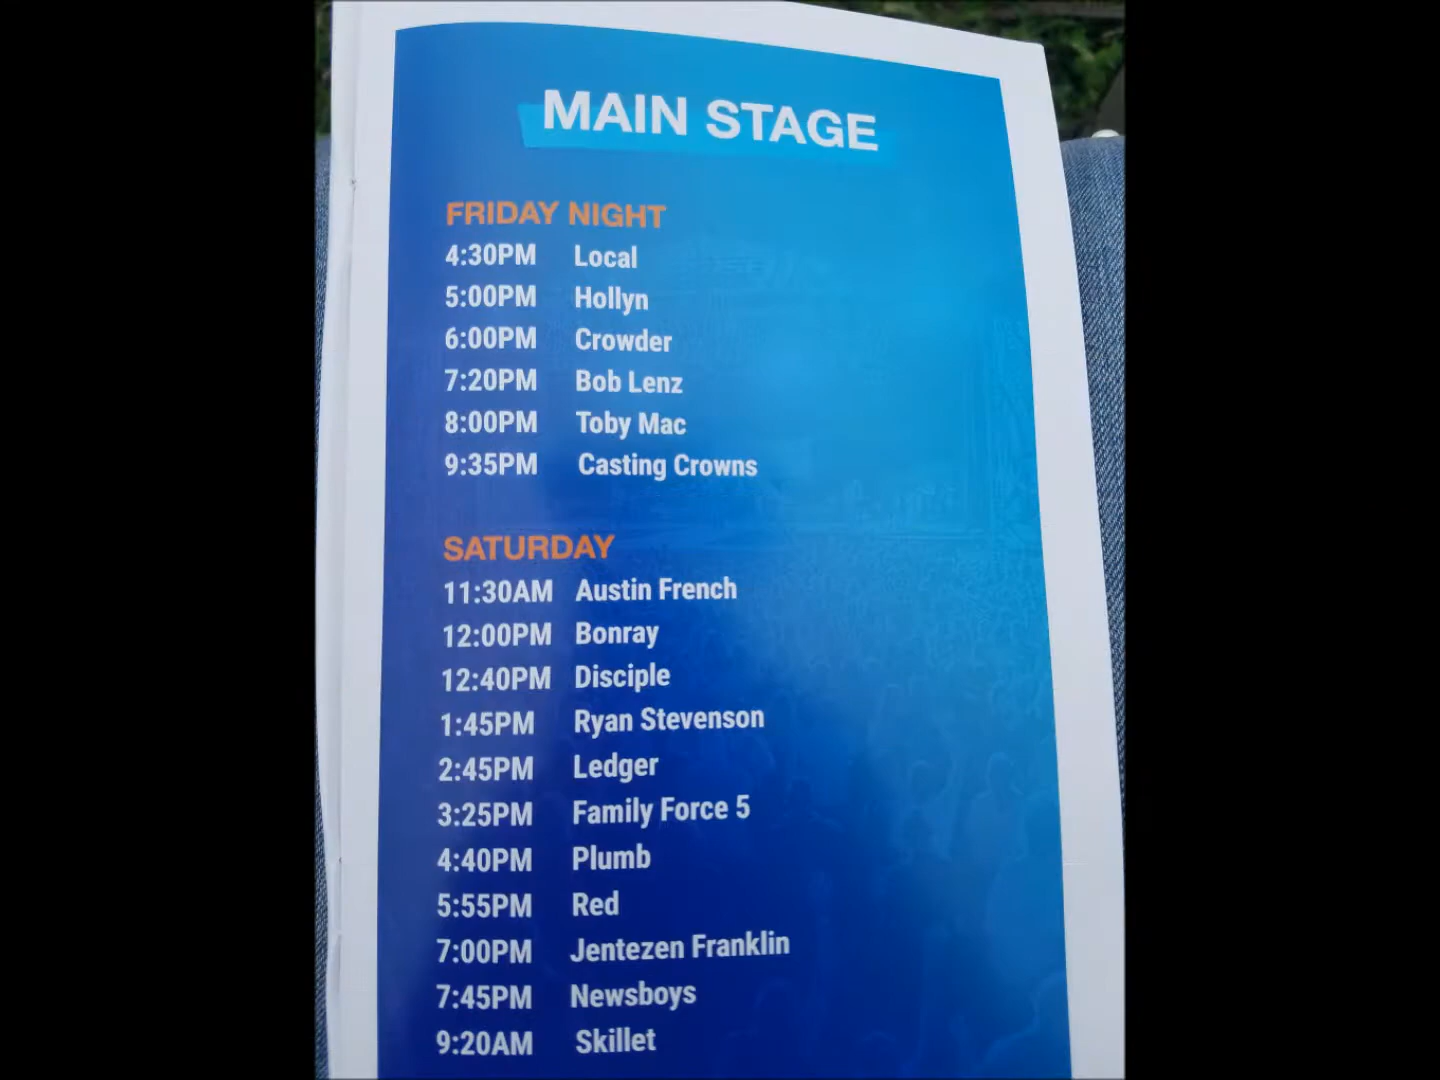 MAIN STAGE
FRIDAY NIGHT
4:30PM Local
5:00PM Hollyn
6:00PM Crowder
7:20PM Bob Lenz
8:00PM Toby Mac
9:35PM Casting Crowns
SATURDAY
11:30AM Austin French
12:00PM Bonray
12:40PM Disciple
1:45PM Ryan Stevenson
2:45PM Ledger
3:25PM Family Force 5
4:40PM Plumb
5:55PM Red
7:00PM Jentezen Franklin
7:45PM Newsboys
9:20AM Skillet